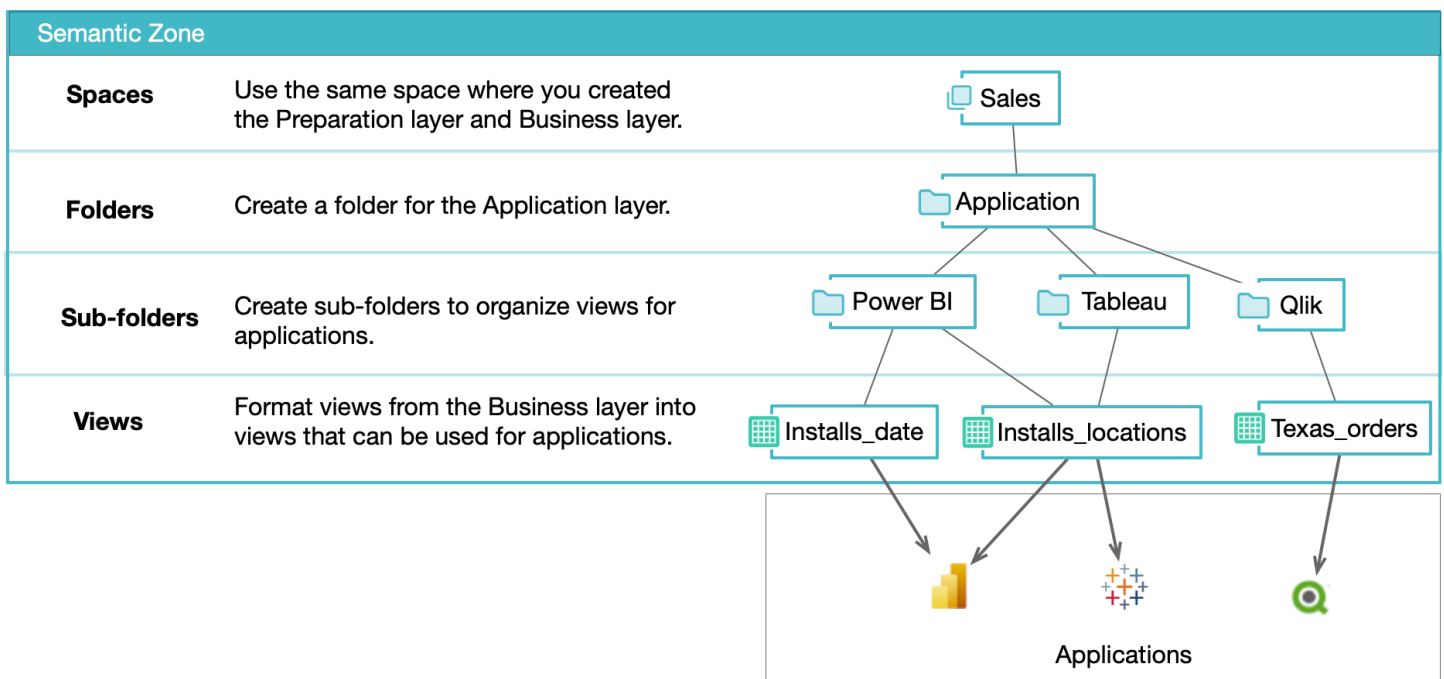 Semantic Zone
Spaces
Use the same space where you created
the Preparation layer and Business layer.
Sales
Folders
Create a folder for the Application layer.
Application
Sub-folders
Create sub-folders to organize views for
applications.
Power BI
Tableau
Qlik
Views
Format views from the Business layer into
views that can be used for applications.
Installs_date
Installs_locations
Texas_orders
Applications